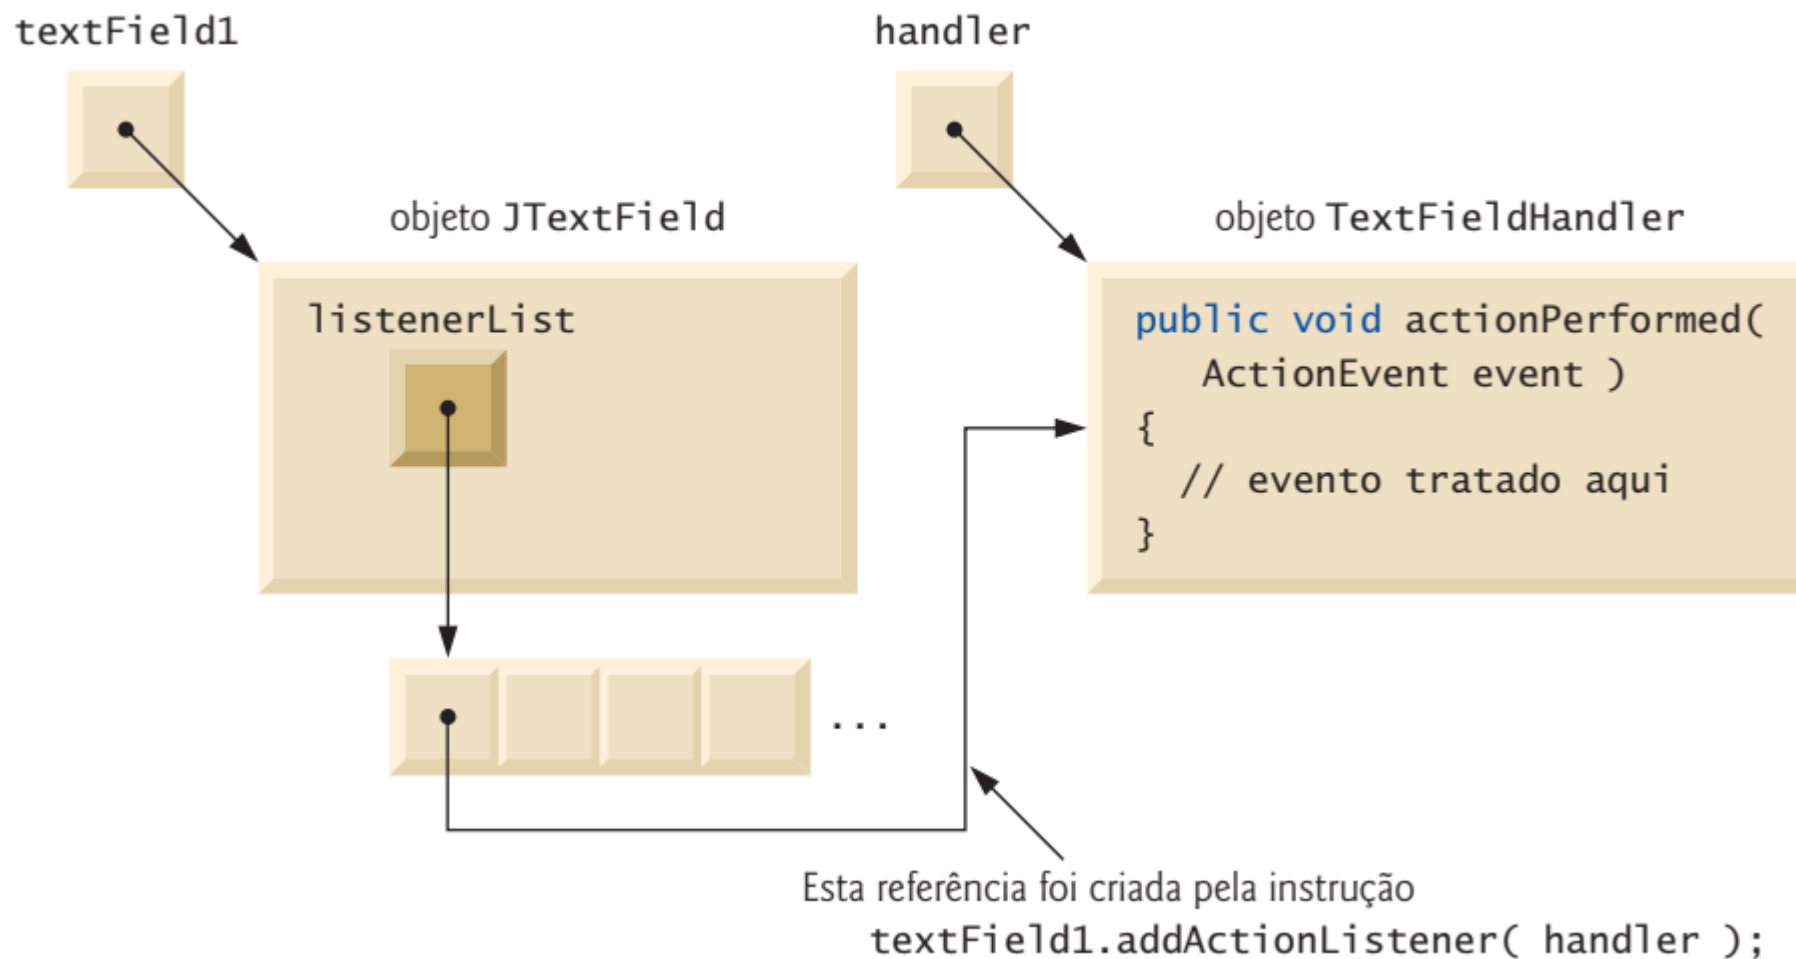 textField1
handler
objeto JTextField
objeto TextFieldHandler
listenerList
public void actionPerformed(
ActionEvent event )
{
// evento tratado aqui
}
...
Esta referência foi criada pela instrução
textField1.addActionListener( handler );